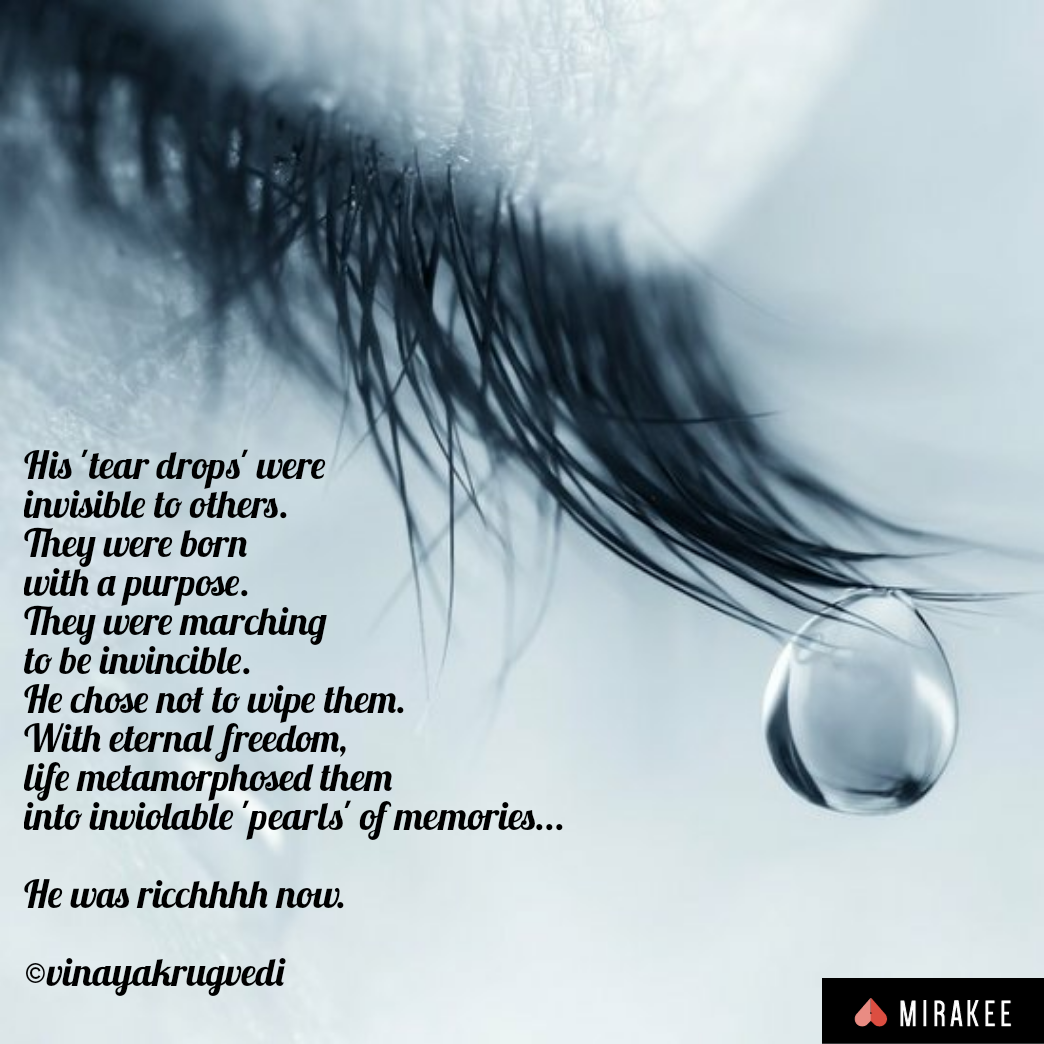 His 'tear drops' were
invisible to others.
They were born
with a purpose.
They were marching
to be invincible.
He chose not to wipe them.
With eternal freedom,
life metamorphosed them
into inviolable 'pearls' of memories...
He was ricchhhh now.
©vinayakrugvedi
MIRAKEE